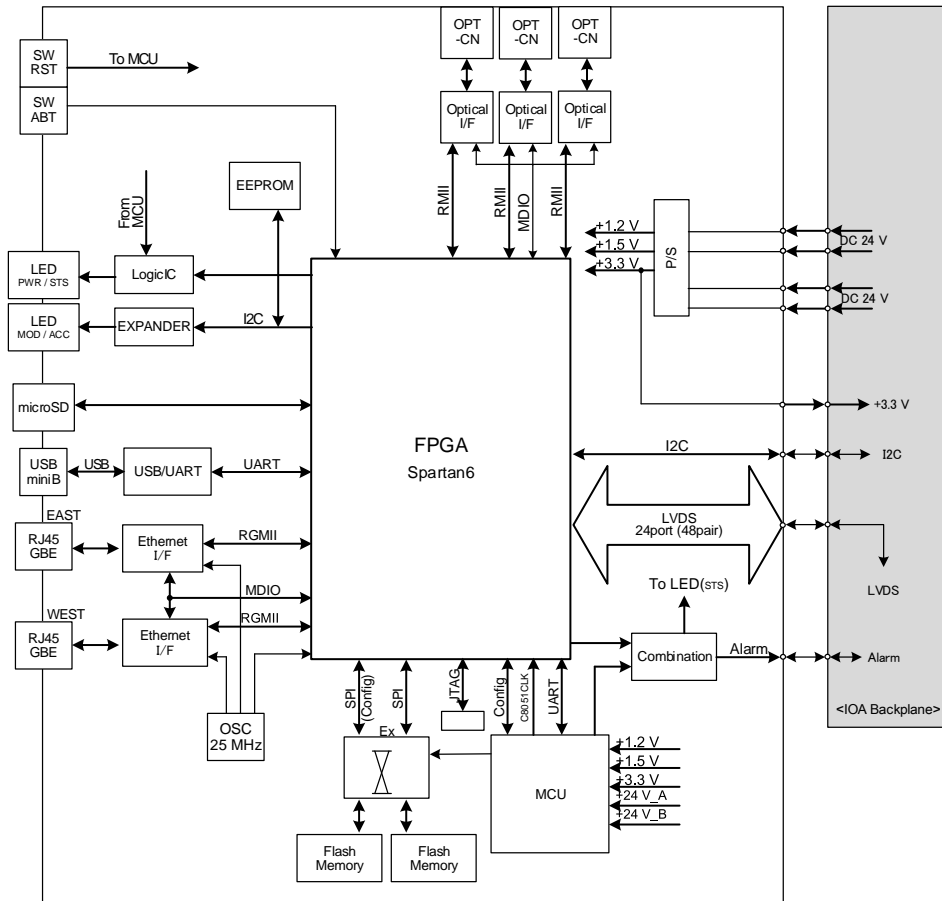 OPT
-CN
OPT
-CN
OPT
-CN
SW
RST
To MCU
SW
ABT
Optical
I/F
Optical
I/F
Optical
I/F
RMII
RMII
MDIO
RMII
EEPROM
From
MCU
+1.2 V
+1.5 V
+3.3 V
P/S
DC 24 V
DC 24 V
LED
PWR / STS
LogicIC
LED
MOD / ACC
EXPANDER
I2C
microSD
+3.3 V
FPGA
Spartan6
I2C
I2C
USB
miniB
USB
USB/UART
UART
EAST
RJ45
GBE
Ethernet
I/F
RGMII
LVDS
24port (48pair)
MDIO
To LED(STS)
LVDS
WEST
RJ45
GBE
Ethernet
I/F
RGMII
Combination
Alarm
Alarm
SPI
(Config)
SPI
JTAG
Config
C8051CLK
UART
<IOA Backplane>
OSC
25 MHz
Ex
MCU
+1.2 V
+1.5 V
+3.3 V
+24 V_A
+24 V_B
Flash
Memory
Flash
Memory